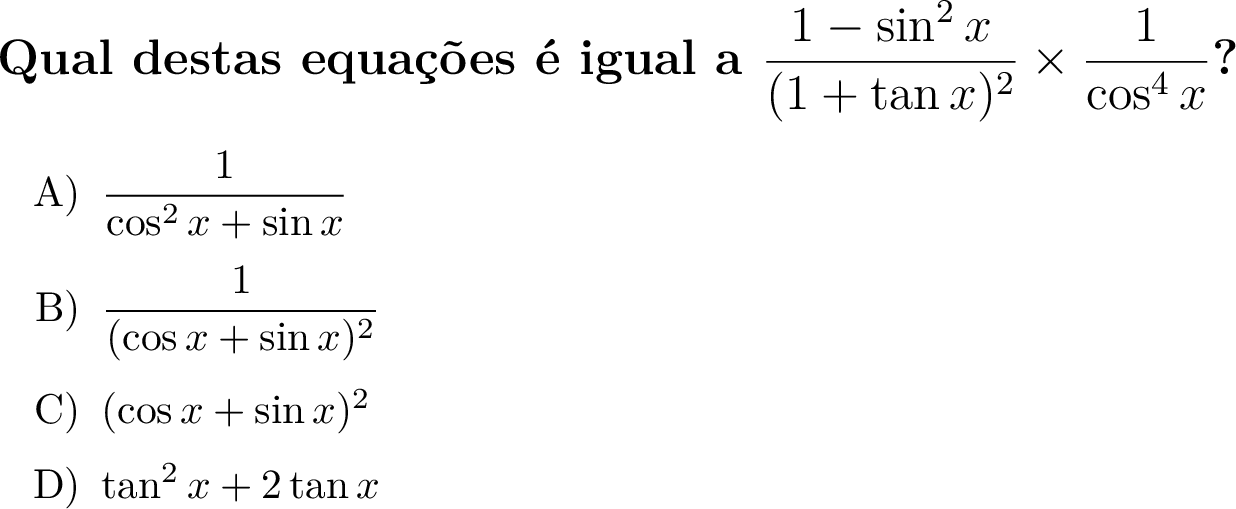 Qual destas equações é igual a $\frac{1 - \sin^2 x}{(1 + \tan x)^2} \times \frac{1}{\cos^4 x}$?
A) $\frac{1}{\cos^2 x + \sin x}$
B) $\frac{1}{(\cos x + \sin x)^2}$
C) $(\cos x + \sin x)^2$
D) $\tan^2 x + 2 \tan x$